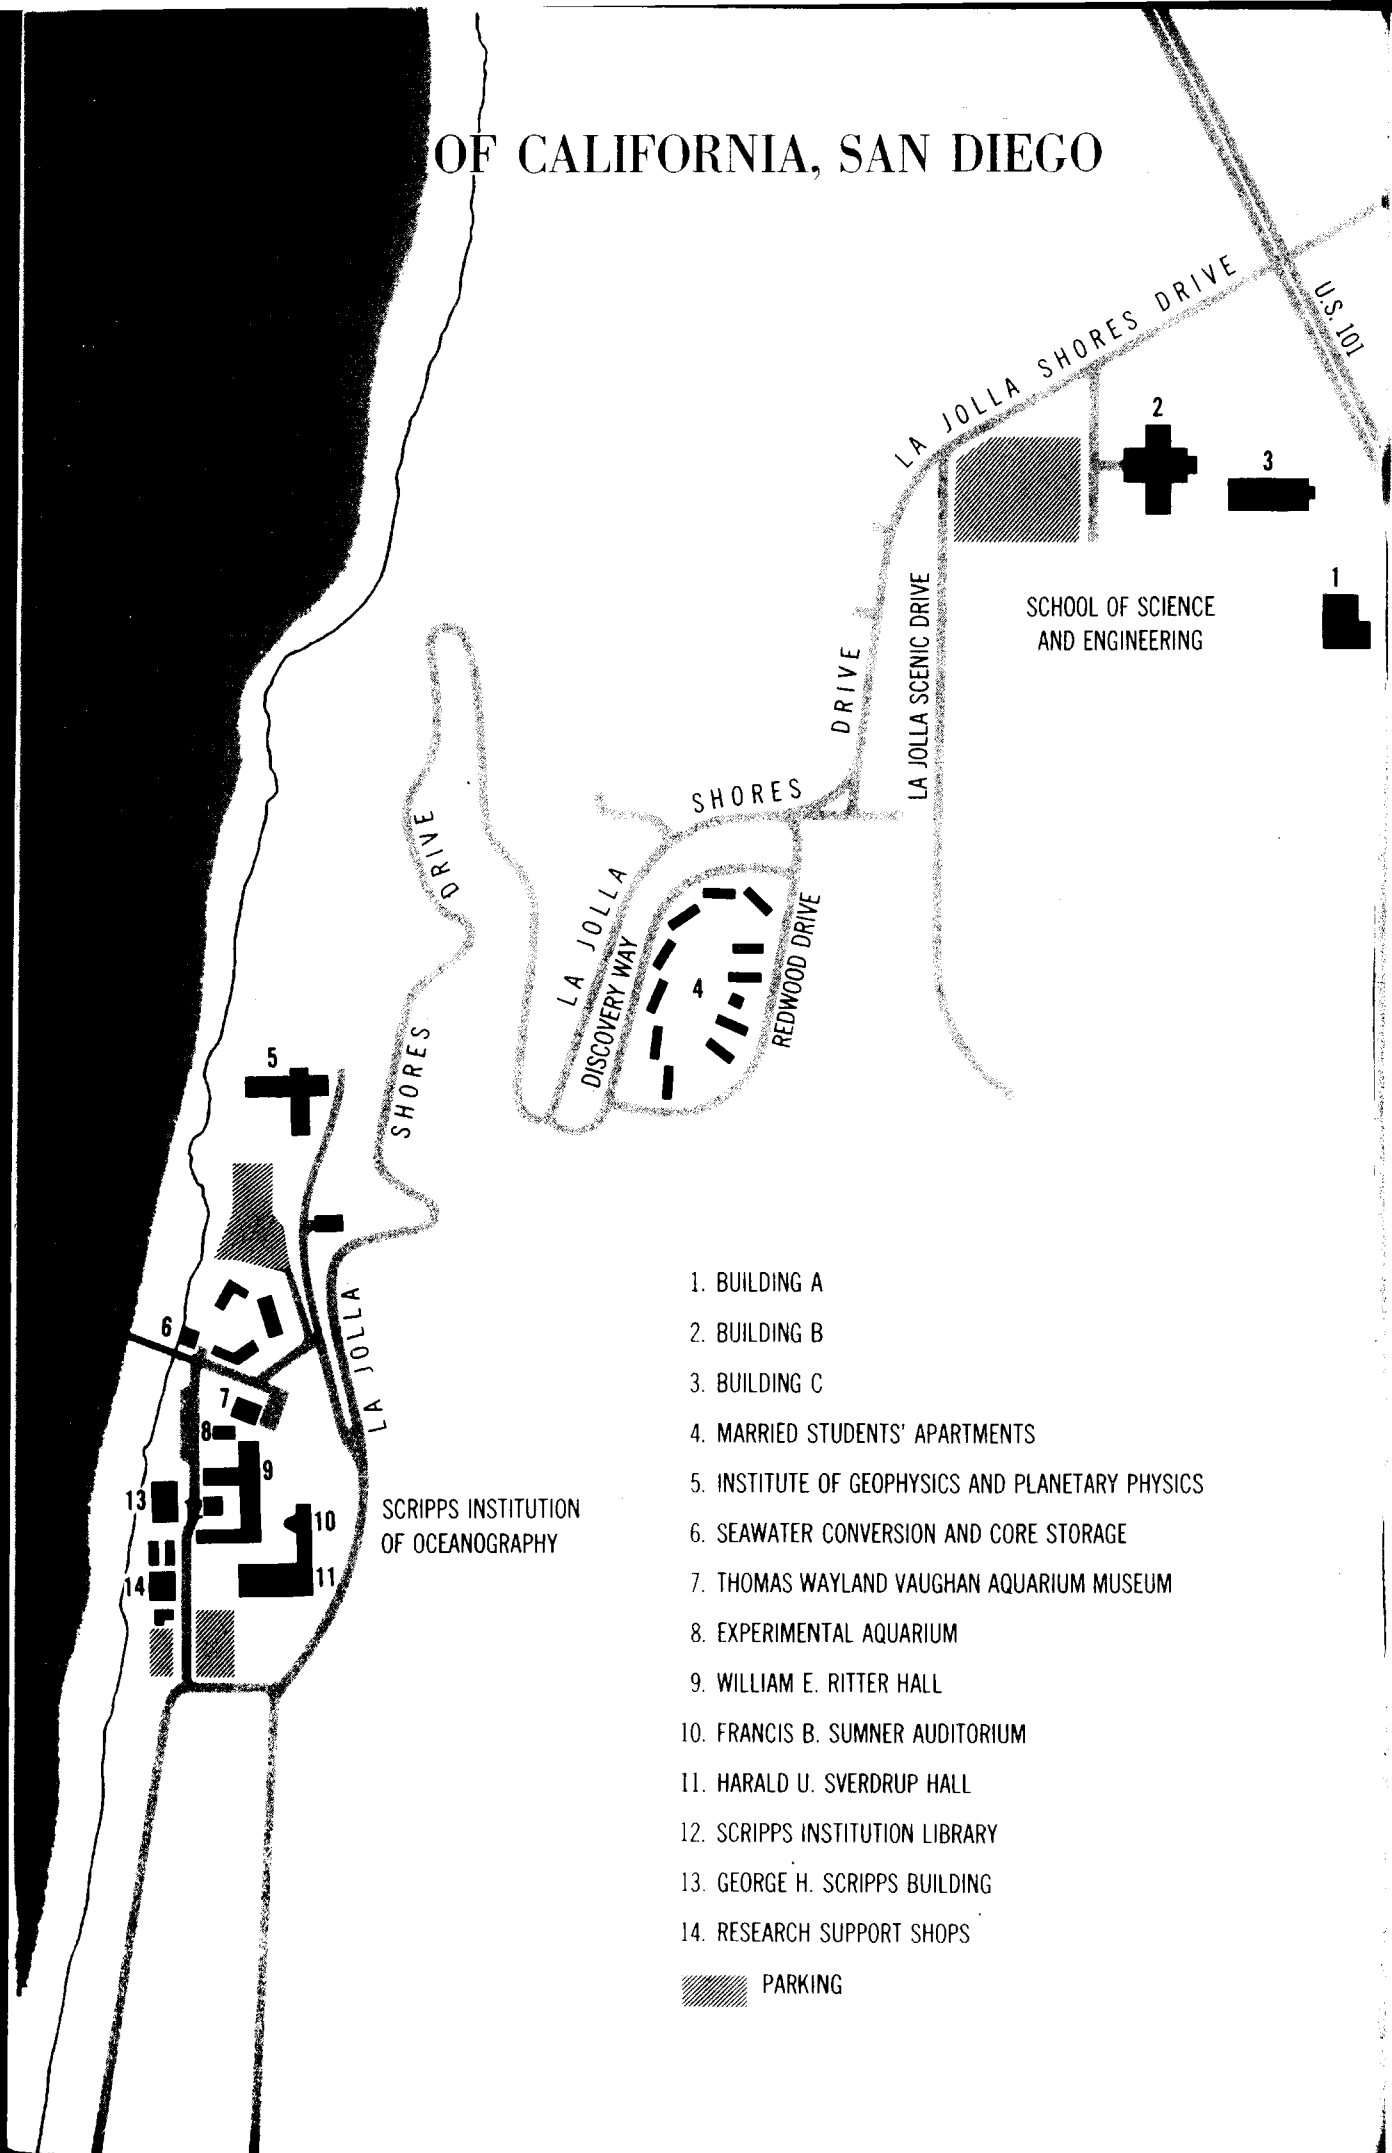 OF CALIFORNIA, SAN DIEGO
LA JOLLA SHORES DRIVE
U.S. 101
2
3
1
SCHOOL OF SCIENCE
AND ENGINEERING
LA JOLLA SCENIC DRIVE
LA JOLLA SHORES DRIVE
DISCOVERY WAY
4
REDWOOD DRIVE
LA JOLLA SHORES DRIVE
5
6
7
8
9
13
10
11
14
SCRIPPS INSTITUTION
OF OCEANOGRAPHY
1. BUILDING A
2. BUILDING B
3. BUILDING C
4. MARRIED STUDENTS' APARTMENTS
5. INSTITUTE OF GEOPHYSICS AND PLANETARY PHYSICS
6. SEAWATER CONVERSION AND CORE STORAGE
7. THOMAS WAYLAND VAUGHAN AQUARIUM MUSEUM
8. EXPERIMENTAL AQUARIUM
9. WILLIAM E. RITTER HALL
10. FRANCIS B. SUMNER AUDITORIUM
11. HARALD U. SVERDRUP HALL
12. SCRIPPS INSTITUTION LIBRARY
13. GEORGE H. SCRIPPS BUILDING
14. RESEARCH SUPPORT SHOPS
PARKING